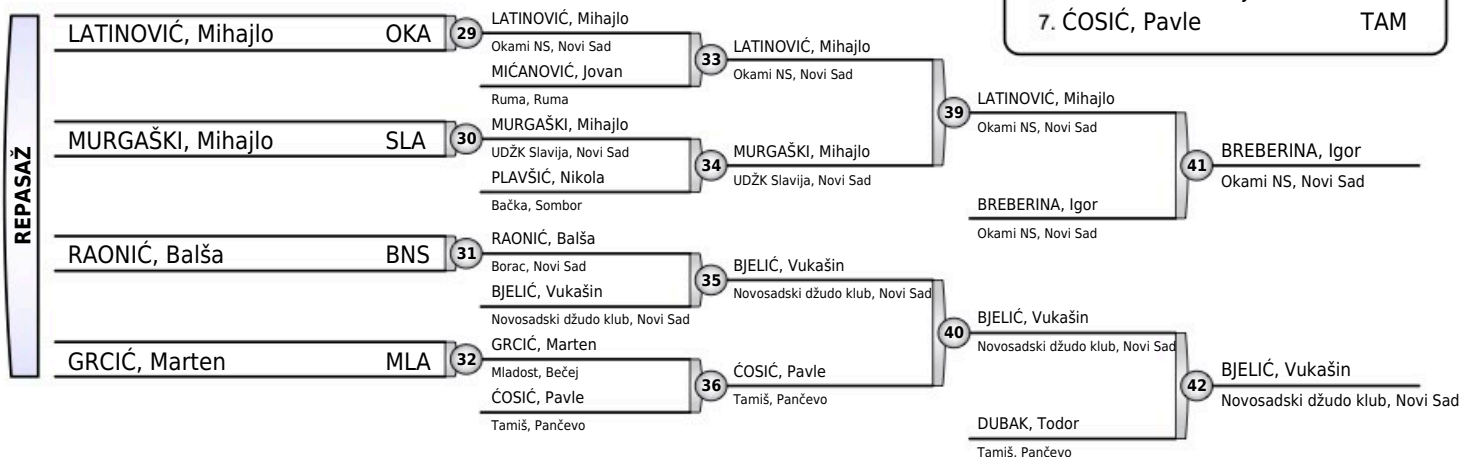 7. ĆOSIĆ, Pavle TAM
REPASAŽ
LATINOVIĆ, Mihajlo OKA
MURGAŠKI, Mihajlo SLA
RAONIĆ, Balša BNS
GRCIĆ, Marten MLA
29
LATINOVIĆ, Mihajlo
Okami NS, Novi Sad
MIĆANOVIĆ, Jovan
Ruma, Ruma
30
MURGAŠKI, Mihajlo
UDŽK Slavija, Novi Sad
PLAVŠIĆ, Nikola
Bačka, Sombor
31
RAONIĆ, Balša
Borac, Novi Sad
BJELIĆ, Vukašin
Novosadski džudo klub, Novi Sad
32
GRCIĆ, Marten
Mladost, Bečej
ĆOSIĆ, Pavle
Tamiš, Pančevo
33
LATINOVIĆ, Mihajlo
Okami NS, Novi Sad
34
MURGAŠKI, Mihajlo
UDŽK Slavija, Novi Sad
35
BJELIĆ, Vukašin
Novosadski džudo klub, Novi Sad
36
ĆOSIĆ, Pavle
Tamiš, Pančevo
39
LATINOVIĆ, Mihajlo
Okami NS, Novi Sad
BREBERINA, Igor
Okami NS, Novi Sad
40
BJELIĆ, Vukašin
Novosadski džudo klub, Novi Sad
DUBAK, Todor
Tamiš, Pančevo
41
BREBERINA, Igor
Okami NS, Novi Sad
42
BJELIĆ, Vukašin
Novosadski džudo klub, Novi Sad